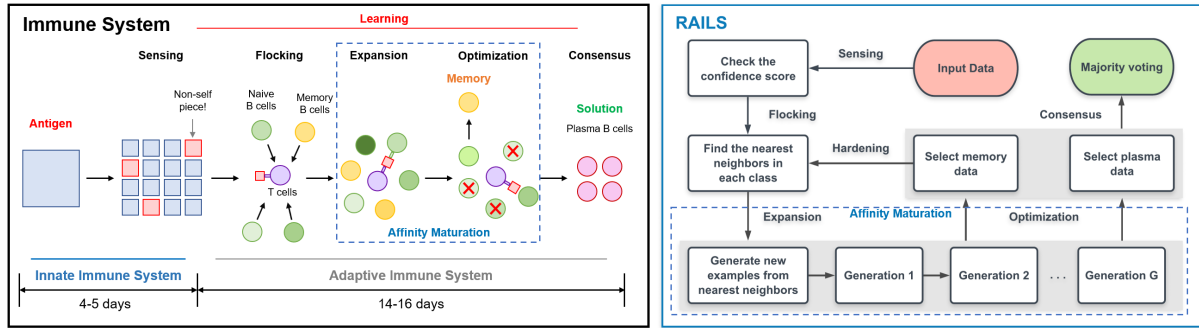 Immune System
Learning
Sensing
Flocking
Expansion
Optimization
Consensus
Non-self
piece!
Naive
B cells
Memory
B cells
Memory
Antigen
Solution
Plasma B cells
T cells
Affinity Maturation
Innate Immune System
Adaptive Immune System
4-5 days
14-16 days
RAILS
Check the
confidence score
Sensing
Input Data
Majority voting
Flocking
Consensus
Find the nearest
neighbors in
each class
Hardening
Select memory
data
Select plasma
data
Expansion
Affinity Maturation
Optimization
Generate new
examples from
nearest neighbors
Generation 1
Generation 2
. . .
Generation G